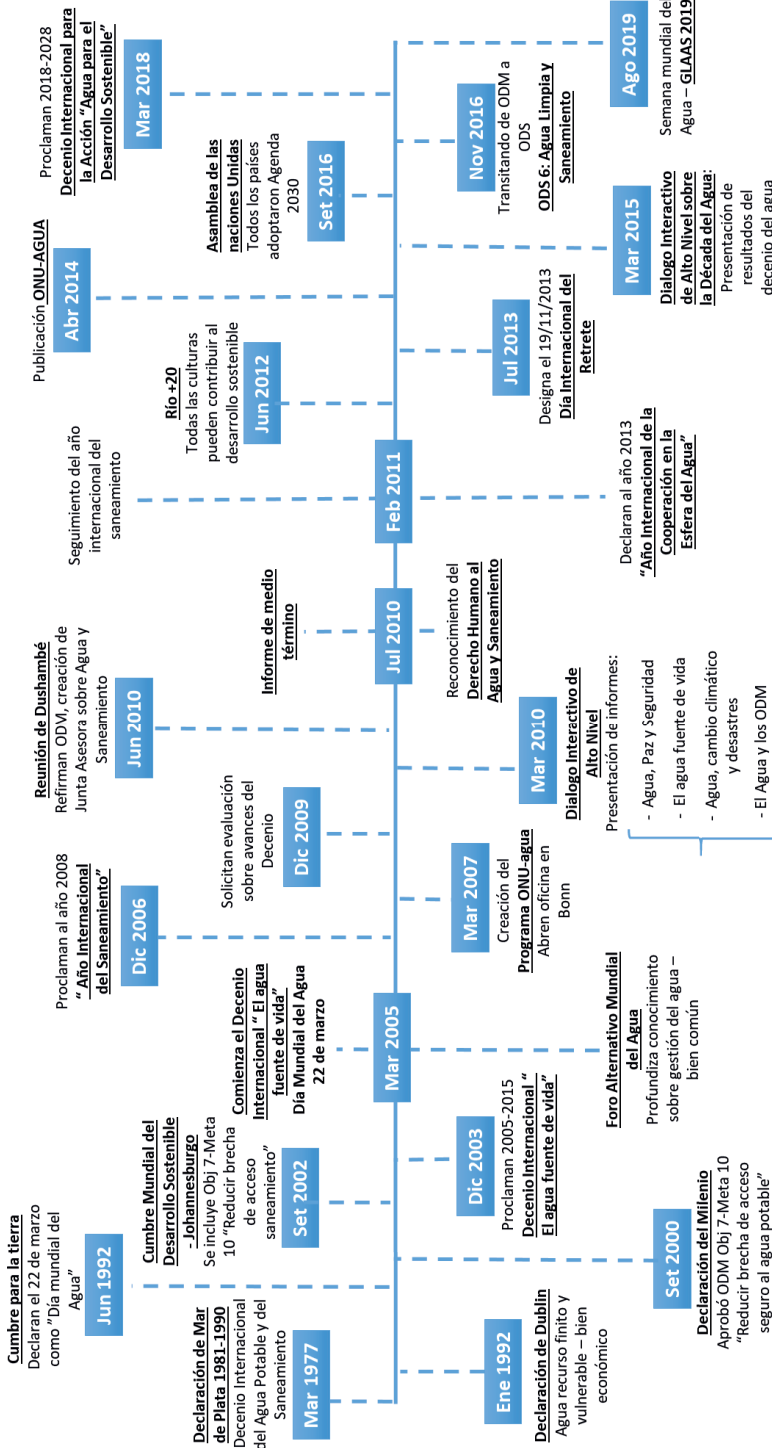 Declaración de Mar
de Plata 1981-1990
Decenio Internacional
del Agua Potable y del
Saneamiento
Mar 1977
Ene 1992
Declaración de Dublin
Agua recurso finito y
vulnerable – bien
económico
Cumbre para la tierra
Declaran el 22 de marzo
como "Día mundial del
Agua"
Jun 1992
Set 2000
Declaración del Milenio
Aprobó ODM Obj 7-Meta 10
"Reducir brecha de acceso
seguro al agua potable"
Cumbre Mundial del
Desarrollo Sostenible
- Johannesburgo
Se incluye Obj 7-Meta
10 "Reducir brecha
de acceso
saneamiento"
Set 2002
Dic 2003
Proclaman 2005-2015
Decenio Internacional "
El agua fuente de vida"
Comienza el Decenio
Internacional " El agua
fuente de vida"
Día Mundial del Agua
22 de marzo
Mar 2005
Foro Alternativo Mundial
del Agua
Profundiza conocimiento
sobre gestión del agua –
bien común
Proclaman al año 2008
" Año Internacional
del Saneamiento"
Dic 2006
Mar 2007
Creación del
Programa ONU-agua
Abren oficina en
Bonn
Solicitan evaluación
sobre avances del
Decenio
Dic 2009
Mar 2010
Dialogo Interactivo de
Alto Nivel
Presentación de informes:
- Agua, Paz y Seguridad
- El agua fuente de vida
- Agua, cambio climático
y desastres
- El Agua y los ODM
Reunión de Dushambé
Refirman ODM, creación de
Junta Asesora sobre Agua y
Saneamiento
Jun 2010
Informe de medio
término
Jul 2010
Reconocimiento del
Derecho Humano al
Agua y Saneamiento
Seguimiento del año
internacional del
saneamiento
Feb 2011
Declaran al año 2013
"Año Internacional de la
Cooperación en la
Esfera del Agua"
Río +20
Todas las culturas
pueden contribuir al
desarrollo sostenible
Jun 2012
Jul 2013
Designa el 19/11/2013
Día Internacional del
Retrete
Publicación ONU-AGUA
Abr 2014
Mar 2015
Dialogo Interactivo
de Alto Nivel sobre
la Década del Agua:
Presentación de
resultados del
decenio del agua
Asamblea de las
naciones Unidas
Todos los países
adoptaron Agenda
2030
Set 2016
Nov 2016
Transitando de ODM a
ODS
ODS 6: Agua Limpia y
Saneamiento
Proclaman 2018-2028
Decenio Internacional para
la Acción "Agua para el
Desarrollo Sostenible"
Mar 2018
Ago 2019
Semana mundial del
Agua – GLAAS 2019